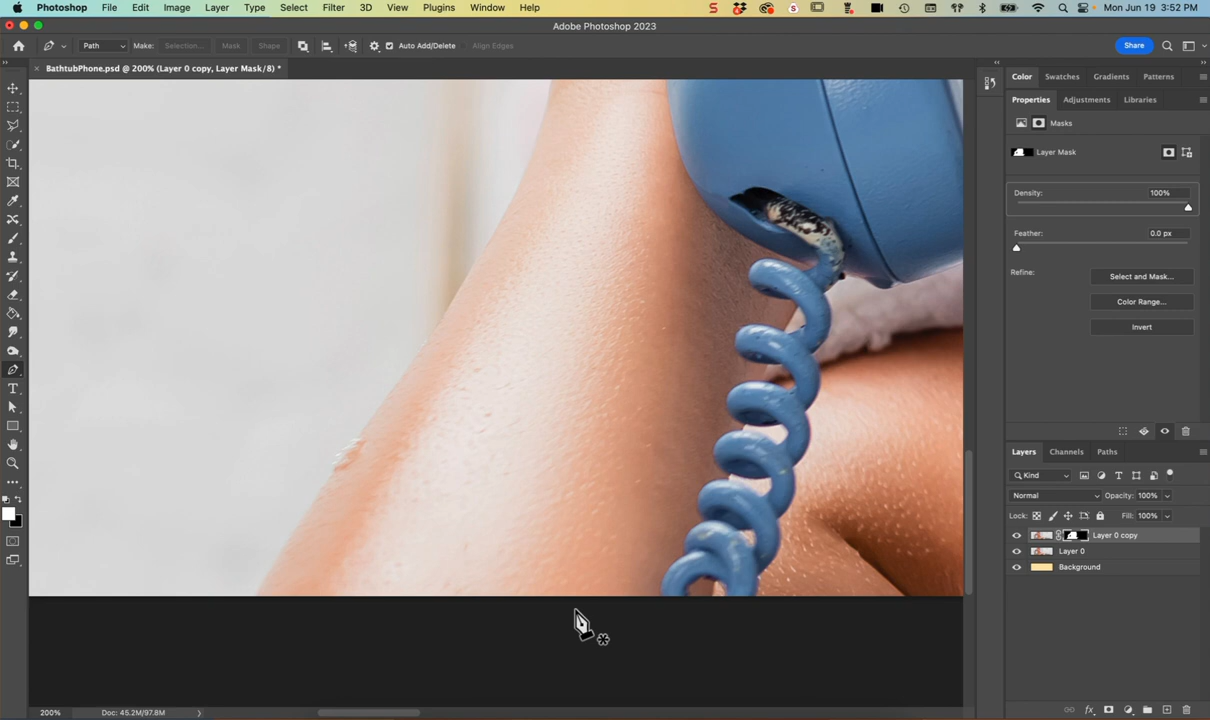 Photoshop File Edit Image Layer Type Select Filter 3D View Plugins Window Help Mon Jun 19 3:52 PM
Adobe Photoshop 2023
Path Make: Selection... Mask Shape Auto Add/Delete Align Edges Share
BathtubPhone.psd @ 200% (Layer 0 copy, Layer Mask/8) *
Color Swatches Gradients Patterns
Properties Adjustments Libraries
Masks
Layer Mask
Density: 100%
Feather: 0.0 px
Refine: Select and Mask...
Color Range...
Invert
Layers Channels Paths
Kind
Normal Opacity: 100%
Lock: Fill: 100%
Layer 0 copy
Layer 0
Background
200% Doc: 45.2M/97.8M